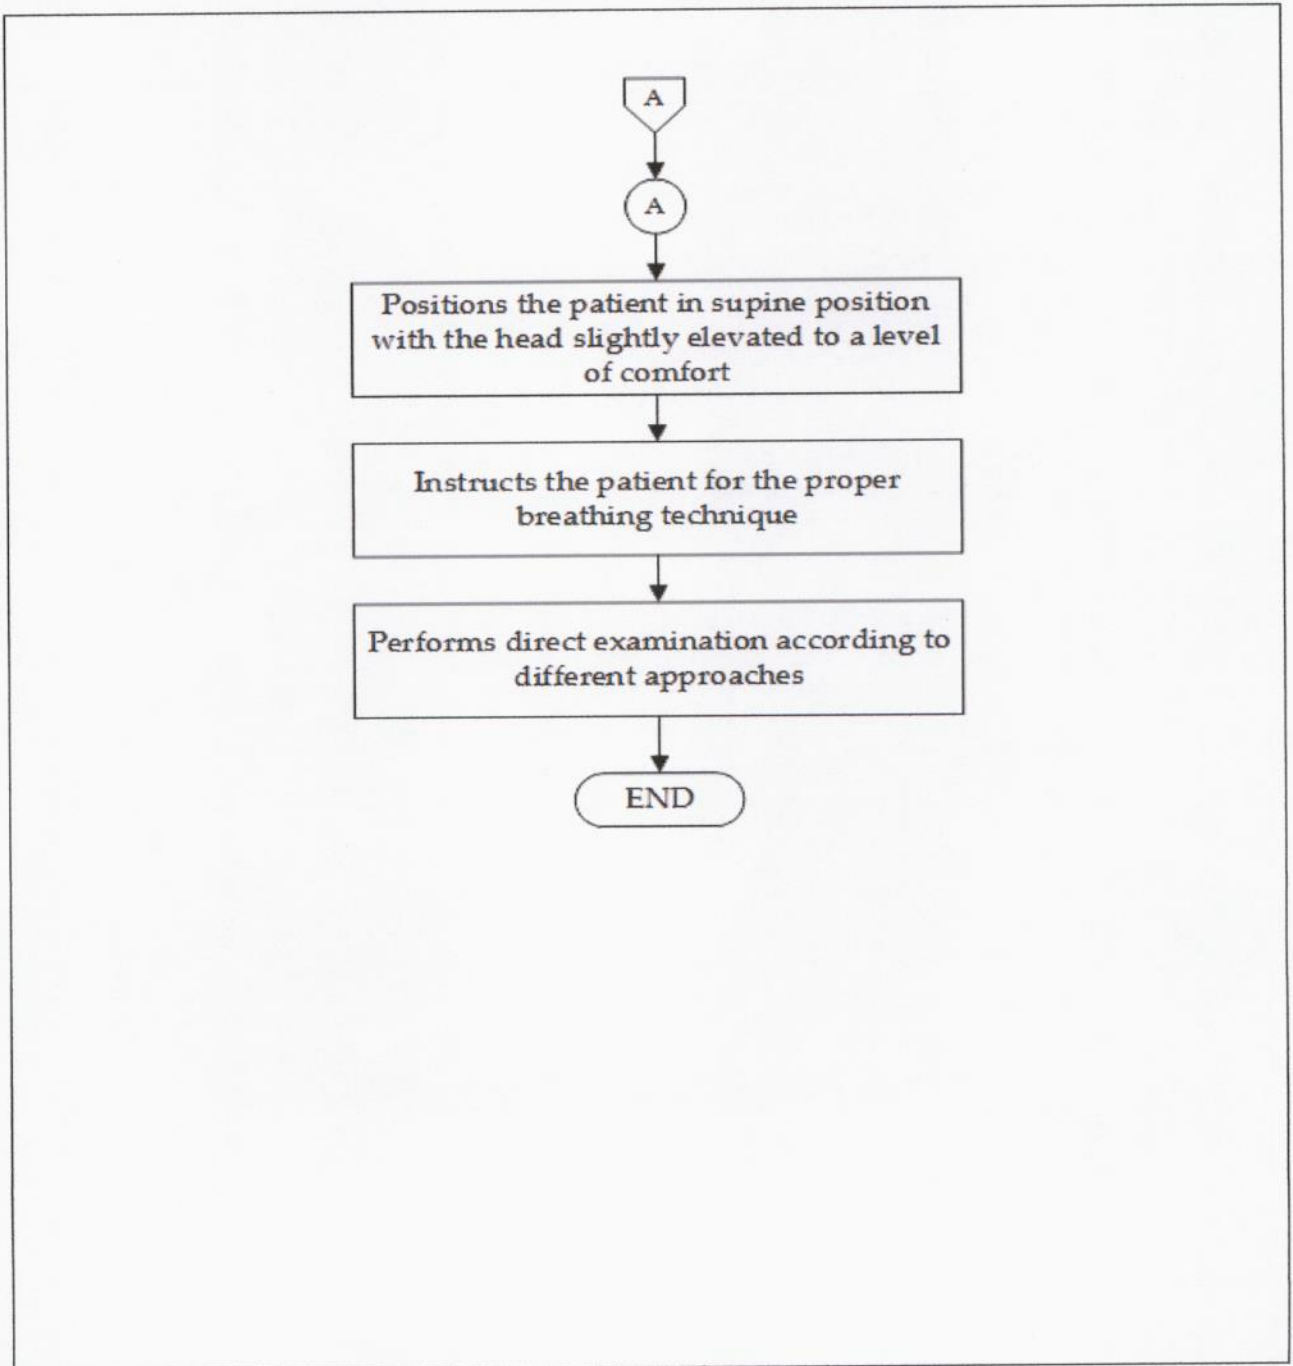 A
A
Positions the patient in supine position
with the head slightly elevated to a level
of comfort
Instructs the patient for the proper
breathing technique
Performs direct examination according to
different approaches
END